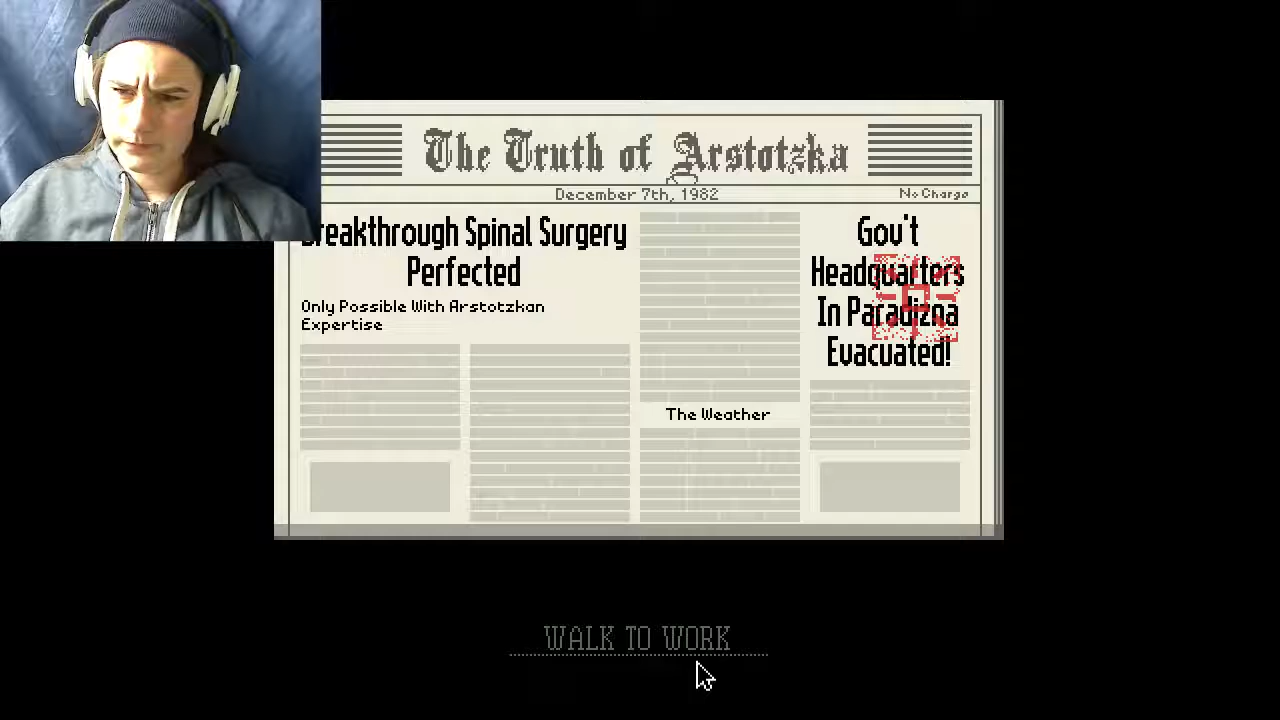 The Truth of Arstotzka
December 7th, 1982
No Charge
Breakthrough Spinal Surgery
Perfected
Only Possible With Arstotzkan
Expertise
The Weather
Gov't
Headquarters
In Paradizna
Evacuated!
WALK TO WORK